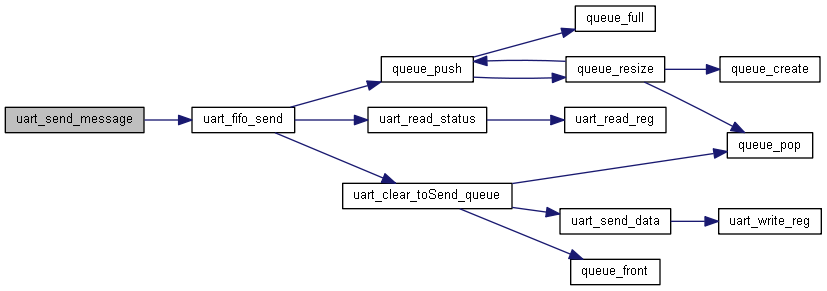 queue_full
queue_push
queue_resize
queue_create
uart_send_message
uart_fifo_send
uart_read_status
uart_read_reg
queue_pop
uart_clear_toSend_queue
uart_send_data
uart_write_reg
queue_front